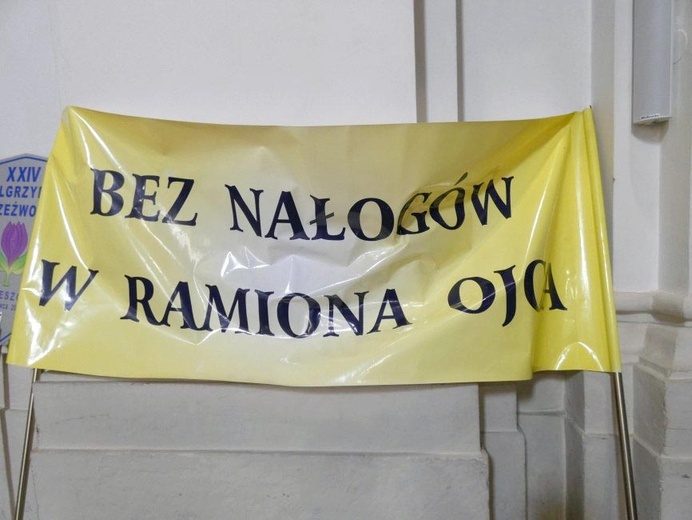 BEZ NAŁOGÓW
W RAMIONA OJCA
XXIV